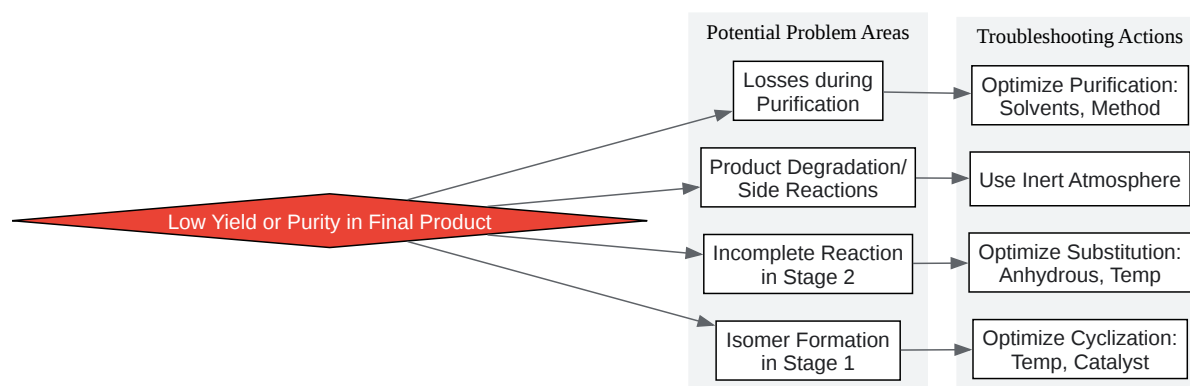 Potential Problem Areas
Troubleshooting Actions
Losses during
Purification
Optimize Purification:
Solvents, Method
Product Degradation/
Side Reactions
Use Inert Atmosphere
Low Yield or Purity in Final Product
Incomplete Reaction
in Stage 2
Optimize Substitution:
Anhydrous, Temp
Isomer Formation
in Stage 1
Optimize Cyclization:
Temp, Catalyst